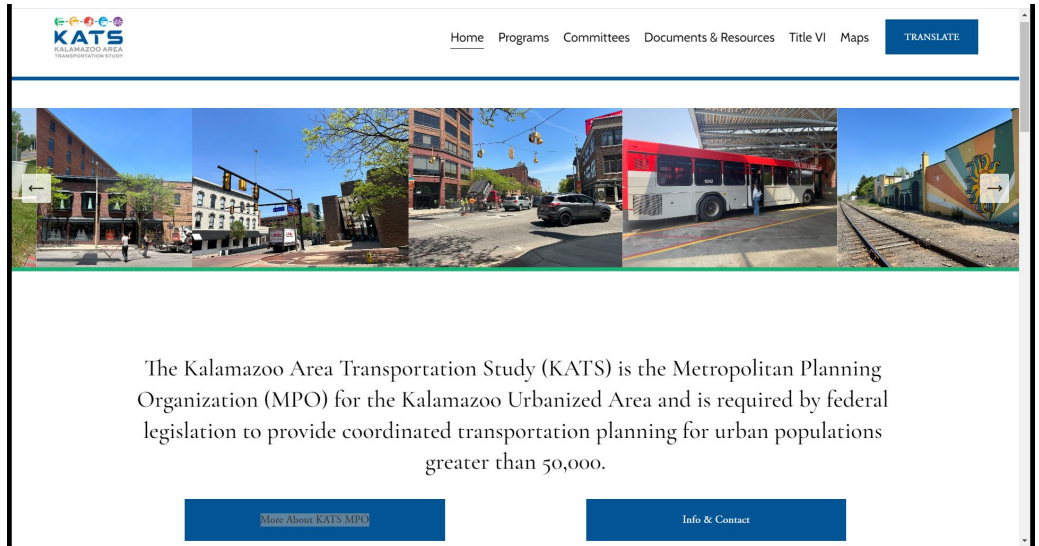 KATS
KALAMAZOO AREA
TRANSPORTATION STUDY
Home Programs Committees Documents & Resources Title VI Maps TRANSLATE
The Kalamazoo Area Transportation Study (KATS) is the Metropolitan Planning
Organization (MPO) for the Kalamazoo Urbanized Area and is required by federal
legislation to provide coordinated transportation planning for urban populations
greater than 50,000.
More About KATS MPO Info & Contact